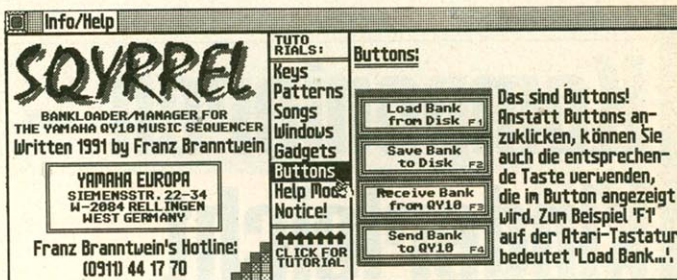 Info/Help
SQYRREL
BANKLOADER/MANAGER FOR
THE YAMAHA QY10 MUSIC SEQUENCER
Written 1991 by Franz Branntwein
YAMAHA EUROPA
SIEMENSSTR. 22-34
W-2084 RELLINGEN
WEST GERMANY
Franz Branntwein's Hotline:
(0911) 44 17 70
TUTO
RIALS:
Keys
Patterns
Songs
Windows
Gadgets
Buttons
Help Mode
Notice!
CLICK FOR
TUTORIAL
Buttons:
Load Bank
from Disk F1
Save Bank
to Disk F2
Receive Bank
from QY10 F3
Send Bank
to QY10 F4
Das sind Buttons!
Anstatt Buttons an-
zuklicken, können Sie
auch die entsprechen-
de Taste verwenden,
die im Button angezeigt
wird. Zum Beispiel 'F1'
auf der Atari-Tastatur
bedeutet 'Load Bank...'.